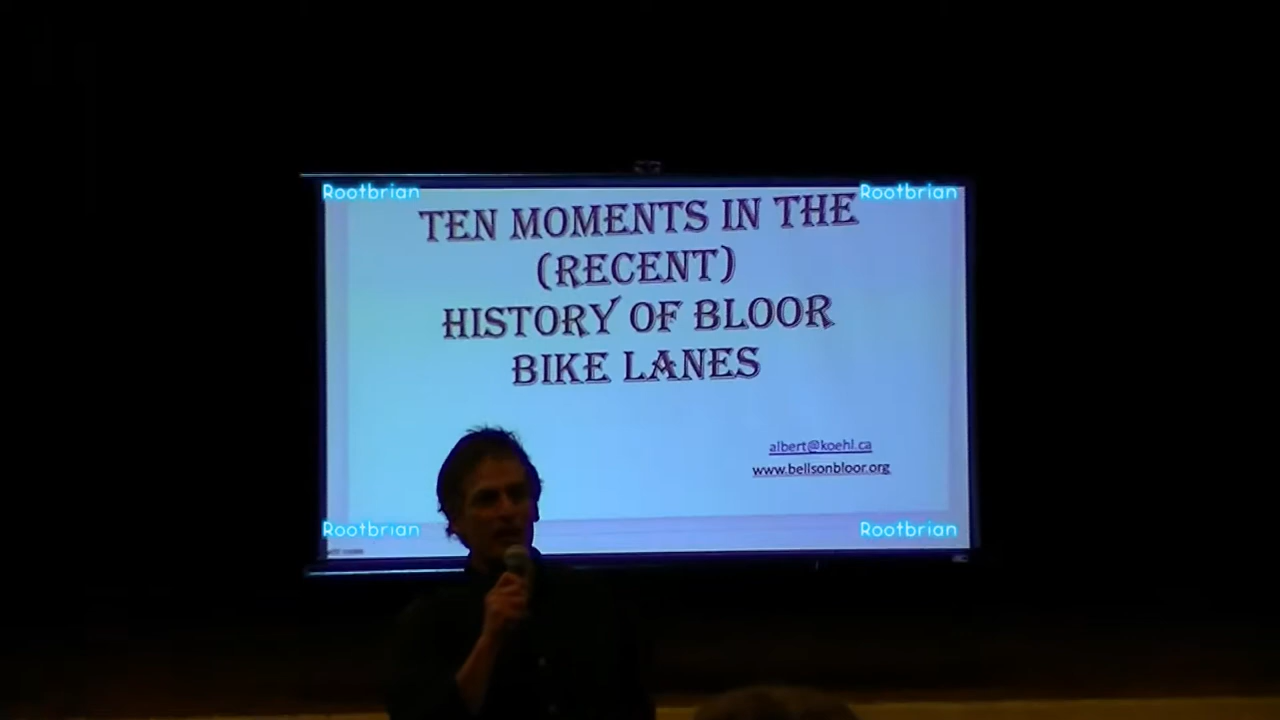 Rootbrian
Rootbrian
TEN MOMENTS IN THE
(RECENT)
HISTORY OF BLOOR
BIKE LANES
albert@koehl.ca
www.bellsonbloor.org
Rootbrian
Rootbrian